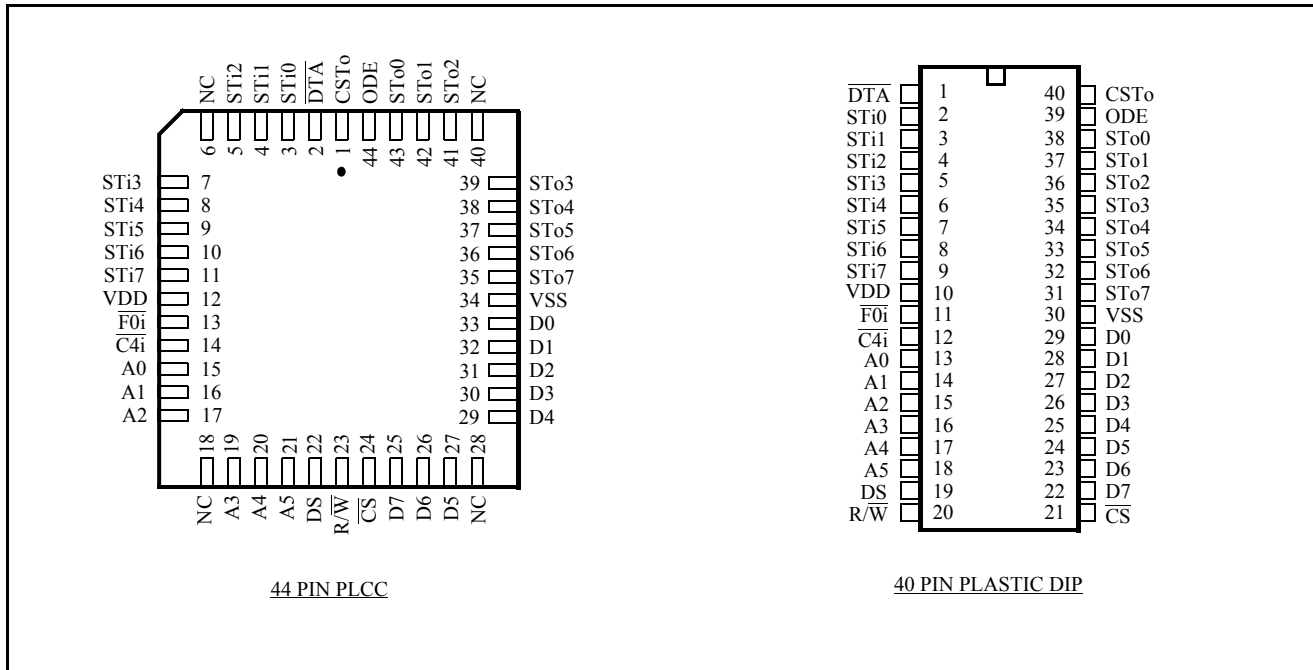 NC STi2 STi1 STi0 DTA CSTo ODE STo0 STo1 STo2 NC
6 5 4 3 2 1 44 43 42 41 40
STi3 7 39 STo3
STi4 8 38 STo4
STi5 9 37 STo5
STi6 10 36 STo6
STi7 11 35 STo7
VDD 12 34 VSS
F0i 13 33 D0
C4i 14 32 D1
A0 15 31 D2
A1 16 30 D3
A2 17 29 D4
18 19 20 21 22 23 24 25 26 27 28
NC A3 A4 A5 DS R/W CS D7 D6 D5 NC
44 PIN PLCC
DTA 1 40 CSTo
STi0 2 39 ODE
STi1 3 38 STo0
STi2 4 37 STo1
STi3 5 36 STo2
STi4 6 35 STo3
STi5 7 34 STo4
STi6 8 33 STo5
STi7 9 32 STo6
VDD 10 31 STo7
F0i 11 30 VSS
C4i 12 29 D0
A0 13 28 D1
A1 14 27 D2
A2 15 26 D3
A3 16 25 D4
A4 17 24 D5
A5 18 23 D6
DS 19 22 D7
R/W 20 21 CS
40 PIN PLASTIC DIP